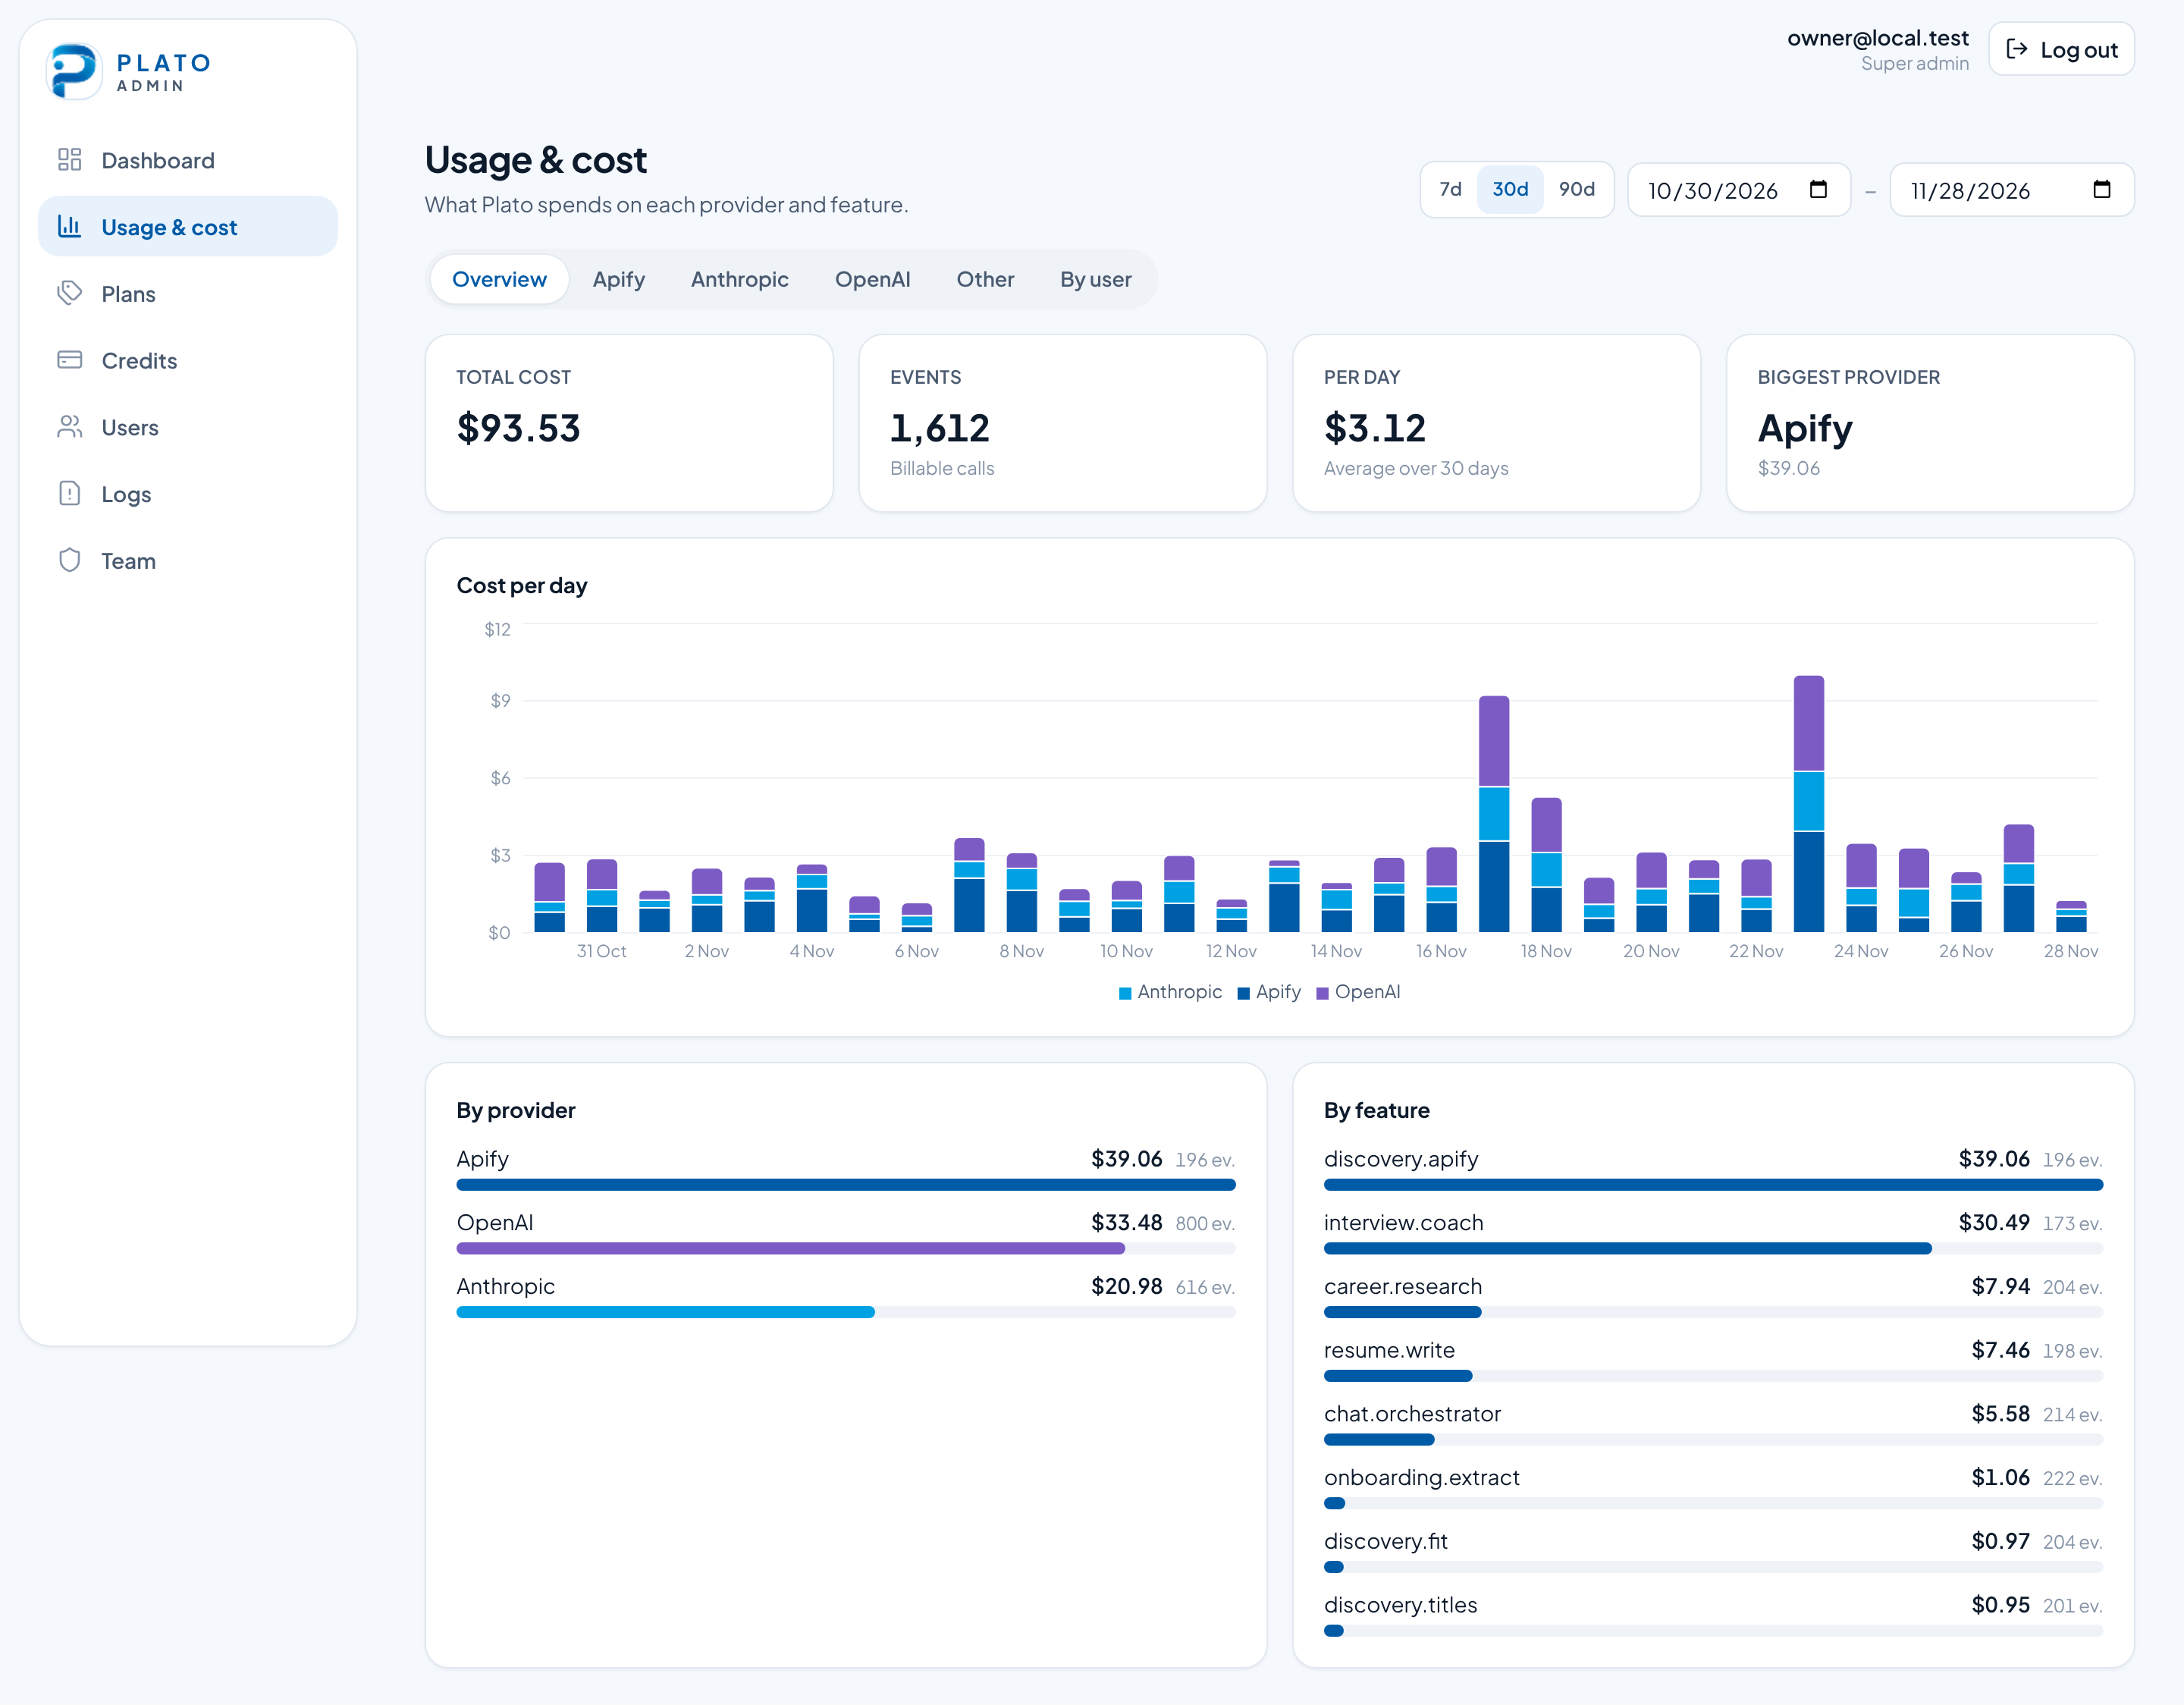 PLATO
ADMIN
Dashboard
Usage & cost
Plans
Credits
Users
Logs
Team
owner@local.test
Super admin
Log out
Usage & cost
What Plato spends on each provider and feature.
7d 30d 90d 10/30/2026 – 11/28/2026
Overview Apify Anthropic OpenAI Other By user
TOTAL COST
$93.53
EVENTS
1,612
Billable calls
PER DAY
$3.12
Average over 30 days
BIGGEST PROVIDER
Apify
$39.06
Cost per day
$12
$9
$6
$3
$0
31 Oct 2 Nov 4 Nov 6 Nov 8 Nov 10 Nov 12 Nov 14 Nov 16 Nov 18 Nov 20 Nov 22 Nov 24 Nov 26 Nov 28 Nov
Anthropic Apify OpenAI
By provider
Apify $39.06 196 ev.
OpenAI $33.48 800 ev.
Anthropic $20.98 616 ev.
By feature
discovery.apify $39.06 196 ev.
interview.coach $30.49 173 ev.
career.research $7.94 204 ev.
resume.write $7.46 198 ev.
chat.orchestrator $5.58 214 ev.
onboarding.extract $1.06 222 ev.
discovery.fit $0.97 204 ev.
discovery.titles $0.95 201 ev.